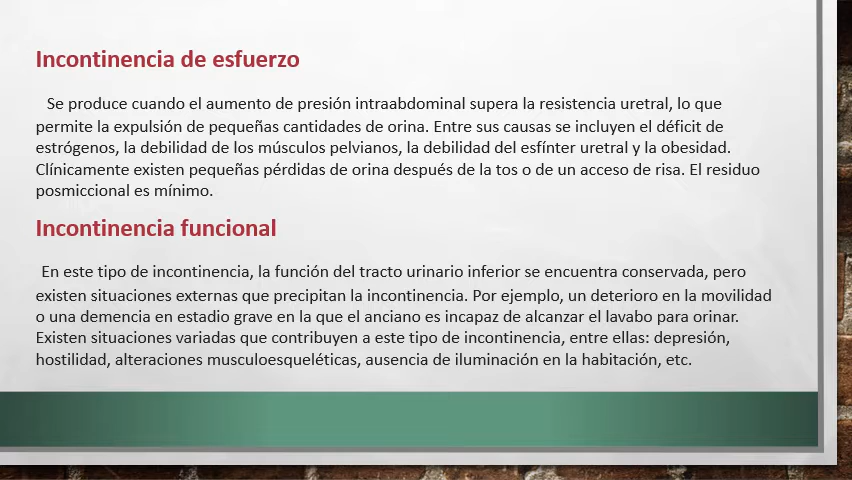 Incontinencia de esfuerzo
Se produce cuando el aumento de presión intraabdominal supera la resistencia uretral, lo que
permite la expulsión de pequeñas cantidades de orina. Entre sus causas se incluyen el déficit de
estrógenos, la debilidad de los músculos pelvianos, la debilidad del esfínter uretral y la obesidad.
Clínicamente existen pequeñas pérdidas de orina después de la tos o de un acceso de risa. El residuo
posmiccional es mínimo.
Incontinencia funcional
En este tipo de incontinencia, la función del tracto urinario inferior se encuentra conservada, pero
existen situaciones externas que precipitan la incontinencia. Por ejemplo, un deterioro en la movilidad
o una demencia en estadio grave en la que el anciano es incapaz de alcanzar el lavabo para orinar.
Existen situaciones variadas que contribuyen a este tipo de incontinencia, entre ellas: depresión,
hostilidad, alteraciones musculoesqueléticas, ausencia de iluminación en la habitación, etc.